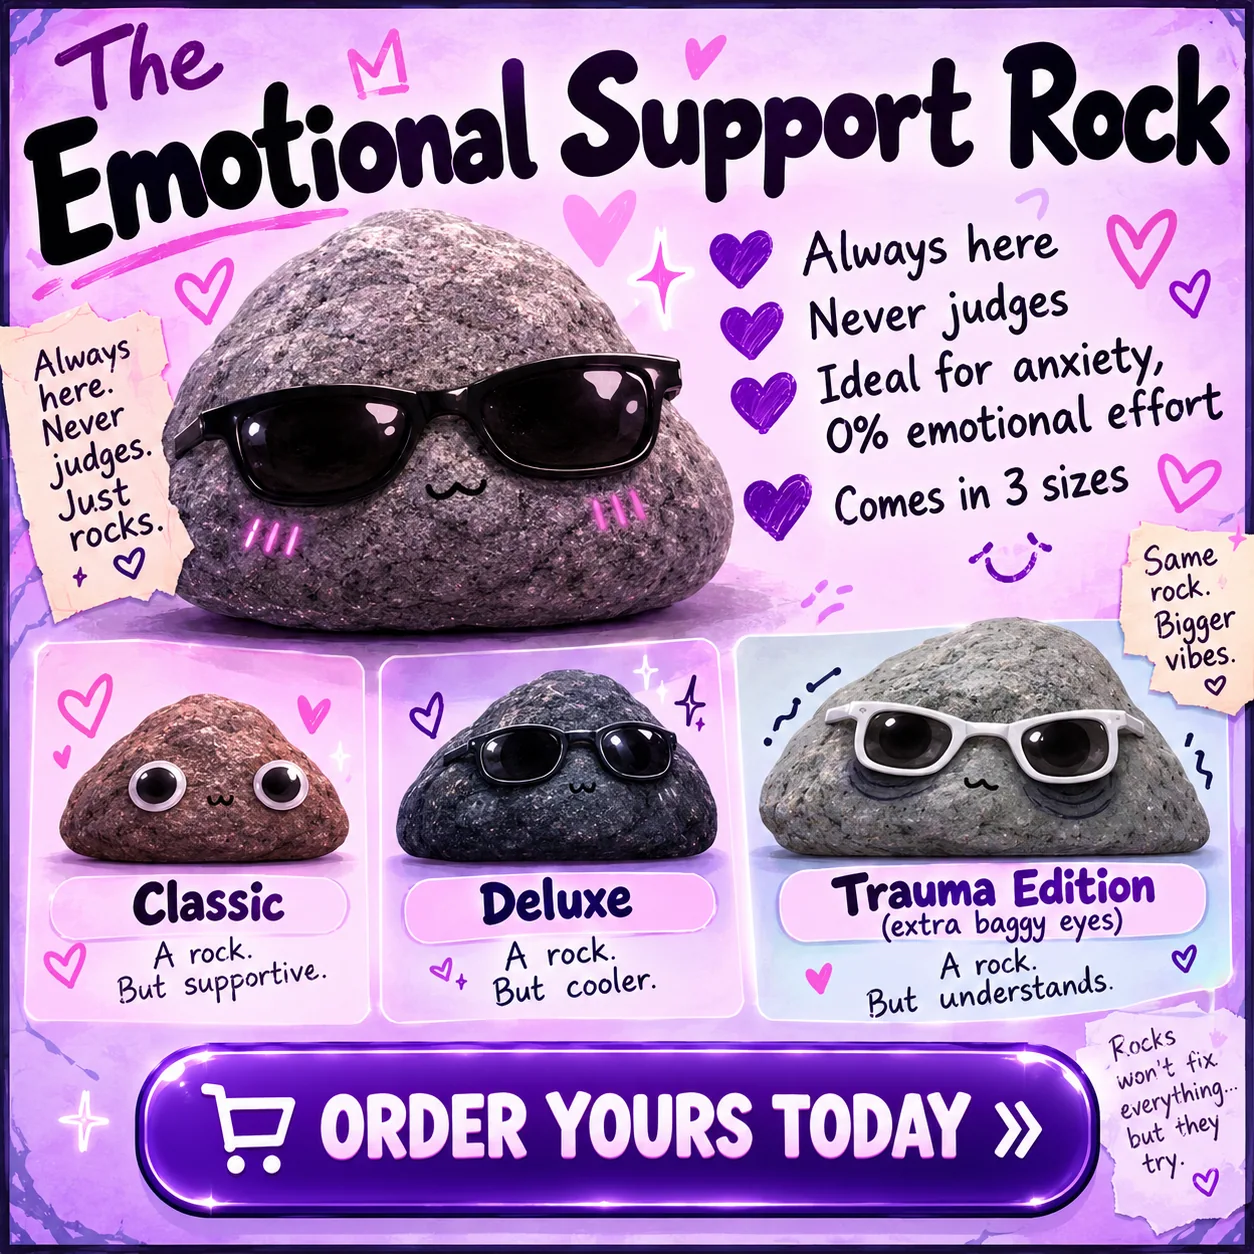 The
Emotional Support Rock
Always here
Never judges
Ideal for anxiety,
0% emotional effort
Comes in 3 sizes
Always
here.
Never
judges.
Just
rocks.
Same
rock.
Bigger
vibes.
Classic
A rock.
But supportive.
Deluxe
A rock.
But cooler.
Trauma Edition
(extra baggy eyes)
A rock.
But understands.
ORDER YOURS TODAY
Rocks
won't fix
everything...
but they
try.